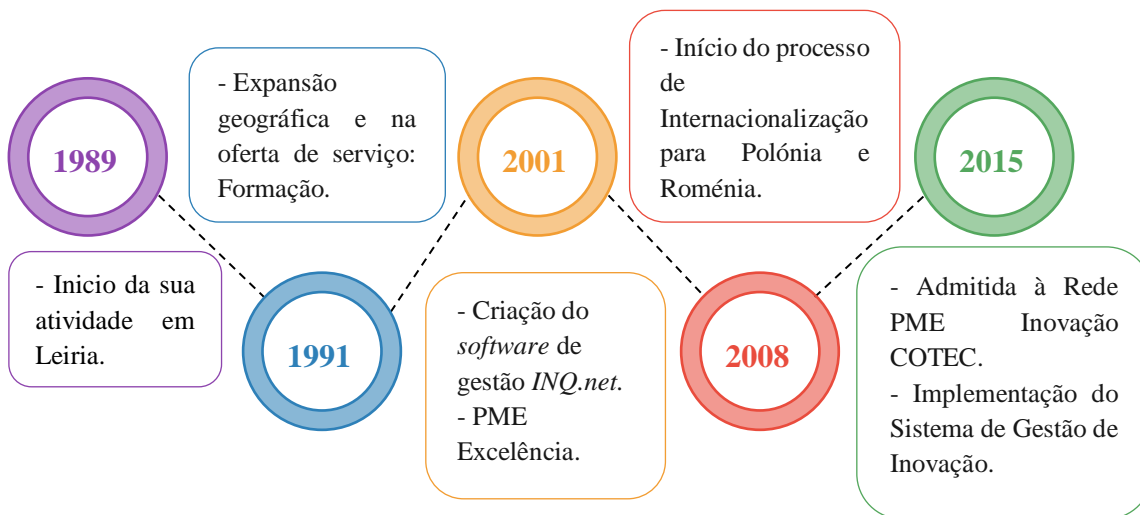 1989
- Inicio da sua
atividade em
Leiria.
- Expansão
geográfica e na
oferta de serviço:
Formação.
1991
2001
- Criação do
software de
gestão INQ.net.
- PME
Excelência.
- Início do processo
de
Internacionalização
para Polónia e
Roménia.
2008
2015
- Admitida à Rede
PME Inovação
COTEC.
- Implementação do
Sistema de Gestão de
Inovação.